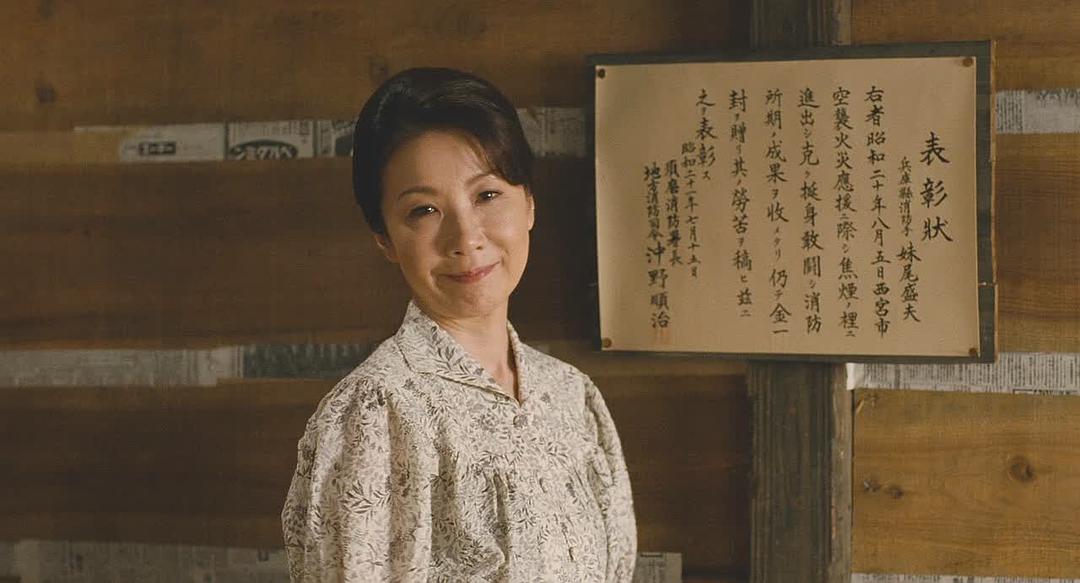 表彰狀
兵庫縣消防手 妹尾盛夫
右者昭和二十年八月五日西宮市
空襲火災應援ニ際シ焦煙ノ裡ニ
進出シ克ク挺身敢闘シ消防
所期ノ成果ヲ收メタリ仍テ金一
封ヲ贈リ其ノ勞苦ヲ稿ヒ茲ニ
之ヲ表彰ス
昭和二十一年七月十五日
須磨消防署長
地方消防司令 沖野順治